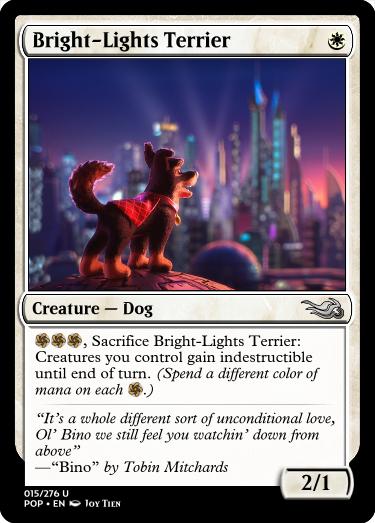 Bright-Lights Terrier
Creature — Dog
, Sacrifice Bright-Lights Terrier:
Creatures you control gain indestructible
until end of turn. (Spend a different color of
mana on each .)
“It’s a whole different sort of unconditional love,
Ol’ Bino we still feel you watchin’ down from
above”
—“Bino” by Tobin Mitchards
2/1
015/276 U
POP • EN Joy Tien